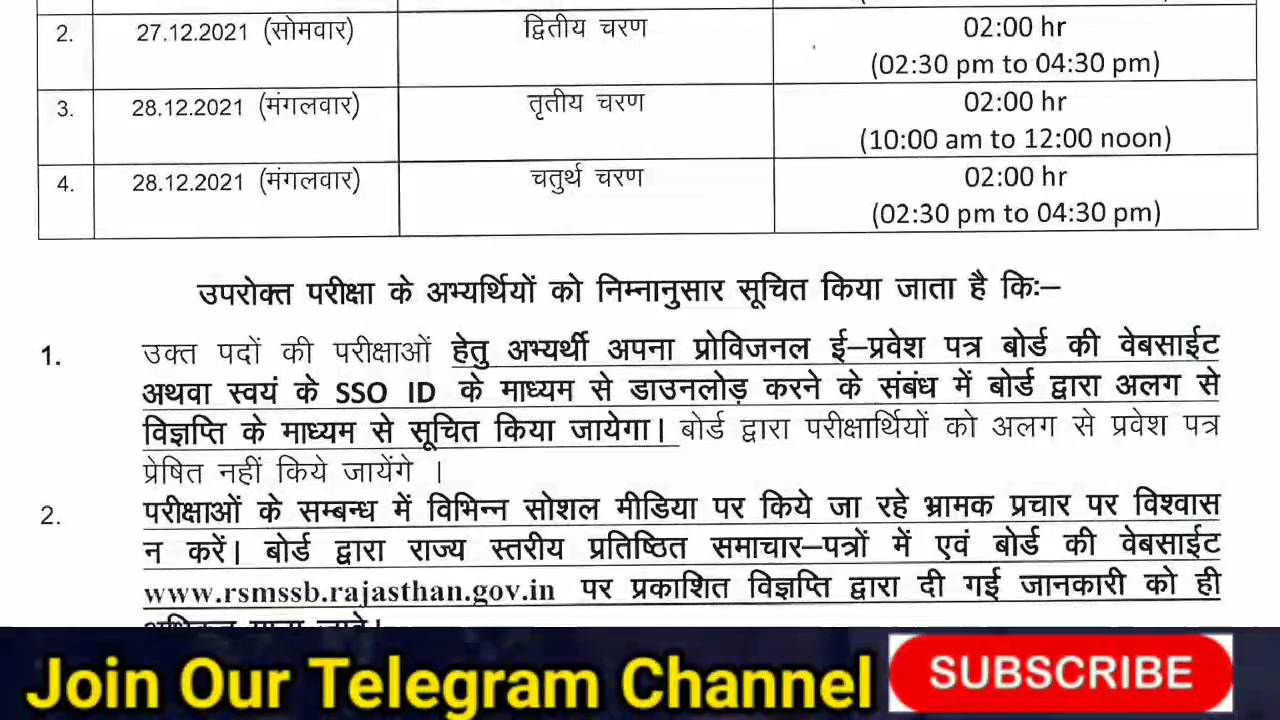 2. 27.12.2021 (सोमवार) द्वितीय चरण 02:00 hr
(02:30 pm to 04:30 pm)
3. 28.12.2021 (मंगलवार) तृतीय चरण 02:00 hr
(10:00 am to 12:00 noon)
4. 28.12.2021 (मंगलवार) चतुर्थ चरण 02:00 hr
(02:30 pm to 04:30 pm)
उपरोक्त परीक्षा के अभ्यर्थियों को निम्नानुसार सूचित किया जाता है किः–
1. उक्त पदों की परीक्षाओं हेतु अभ्यर्थी अपना प्रोविजनल ई–प्रवेश पत्र बोर्ड की वेबसाईट
अथवा स्वयं के SSO ID के माध्यम से डाउनलोड़ करने के संबंध में बोर्ड द्वारा अलग से
विज्ञप्ति के माध्यम से सूचित किया जायेगा। बोर्ड द्वारा परीक्षार्थियों को अलग से प्रवेश पत्र
प्रेषित नहीं किये जायेंगे ।
2. परीक्षाओं के सम्बन्ध में विभिन्न सोशल मीडिया पर किये जा रहे भ्रामक प्रचार पर विश्वास
न करें। बोर्ड द्वारा राज्य स्तरीय प्रतिष्ठित समाचार–पत्रों में एवं बोर्ड की वेबसाईट
www.rsmssb.rajasthan.gov.in पर प्रकाशित विज्ञप्ति द्वारा दी गई जानकारी को ही
Join Our Telegram Channel SUBSCRIBE